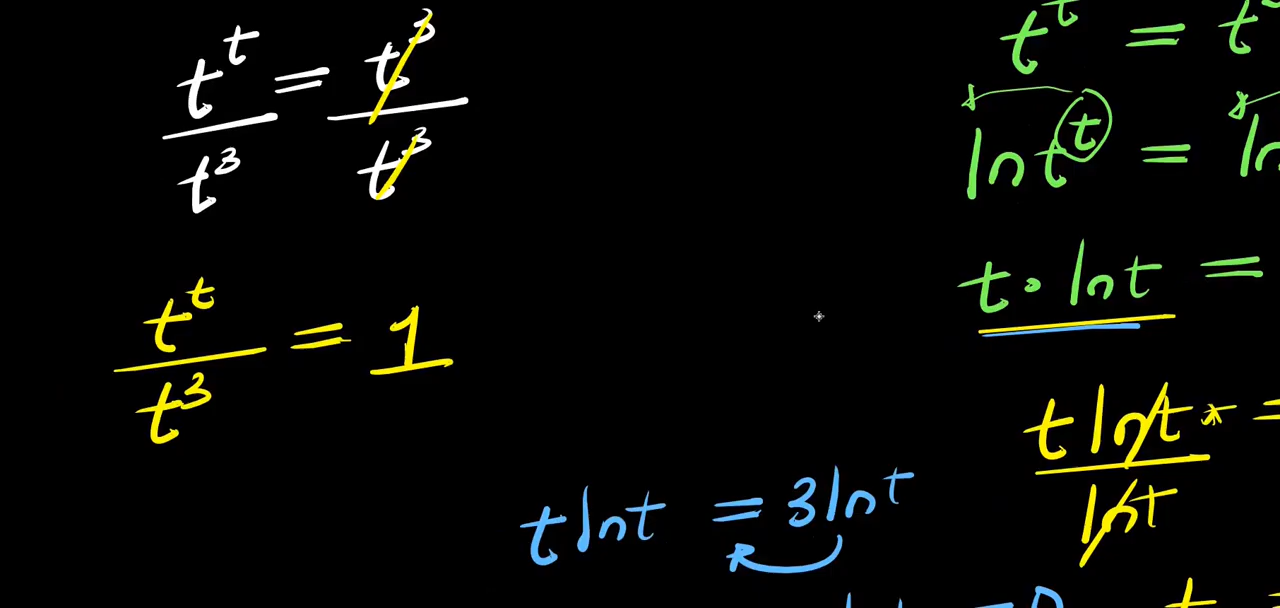 t^t/t^3 = t^3/t^3
t^t/t^3 = 1
t^t = t
ln t^t = ln
t · ln t =
t ln t = 3 ln t
t ln t =
ln t